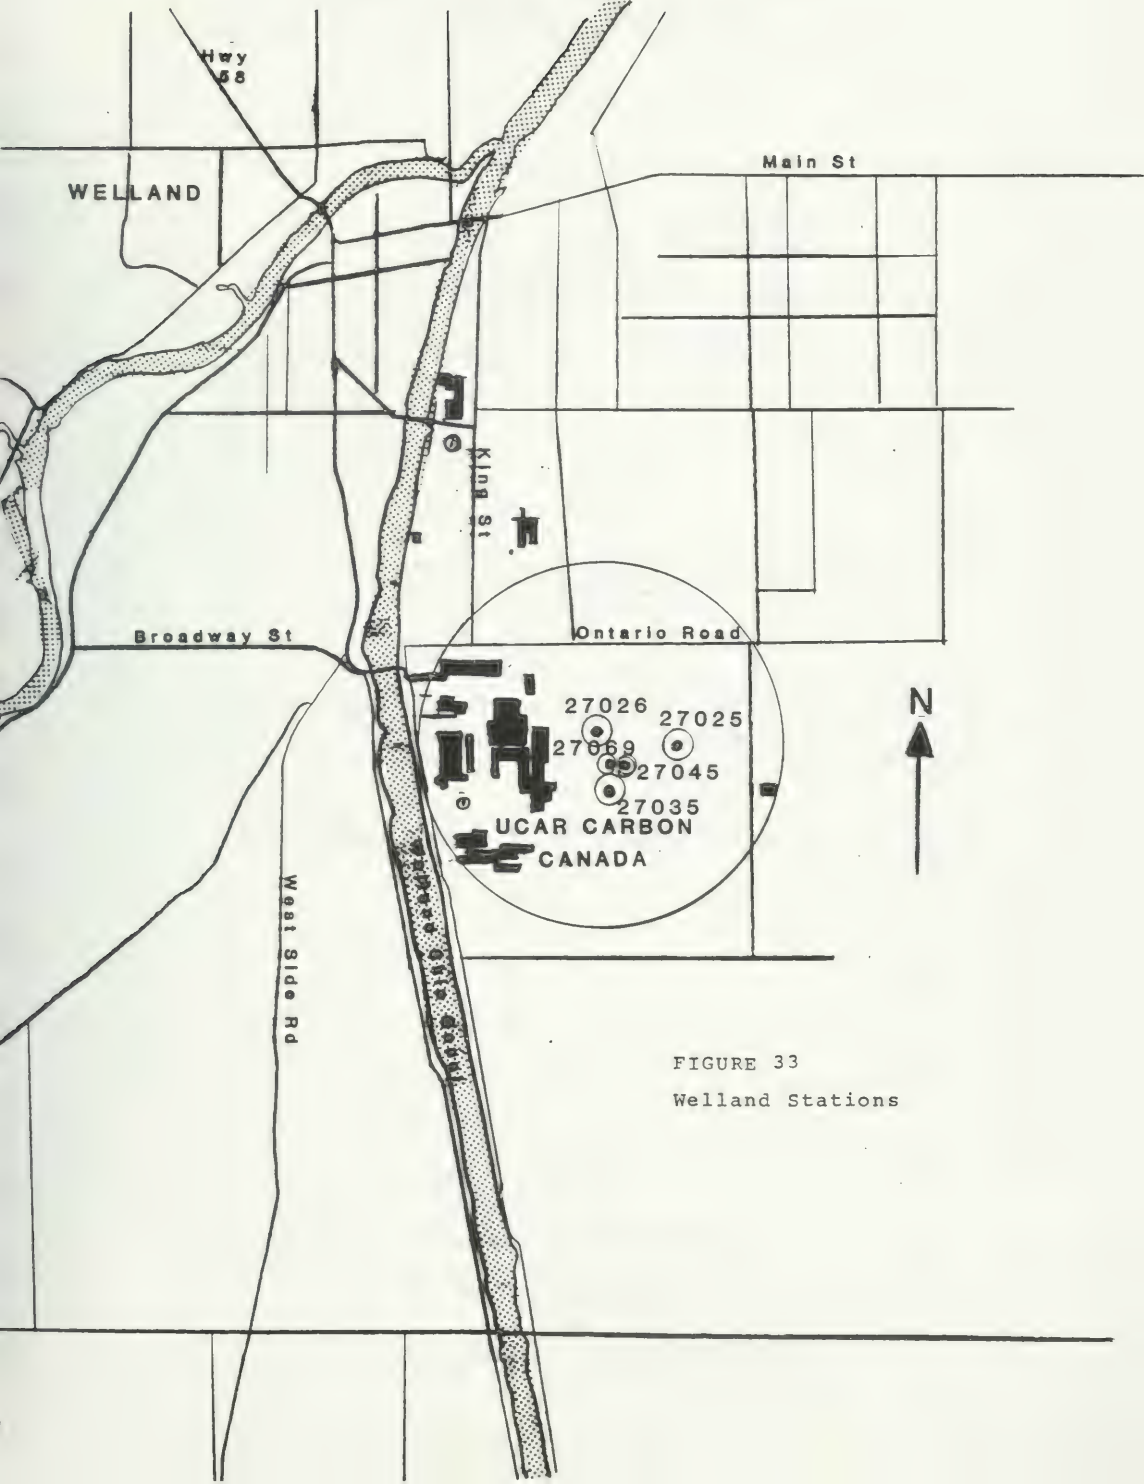 Hwy
58
Main St
WELLAND
King St
Broadway St
Ontario Road
N
27026
27025
27069
27045
27035
UCAR CARBON
CANADA
West Side Rd
FIGURE 33
Welland Stations